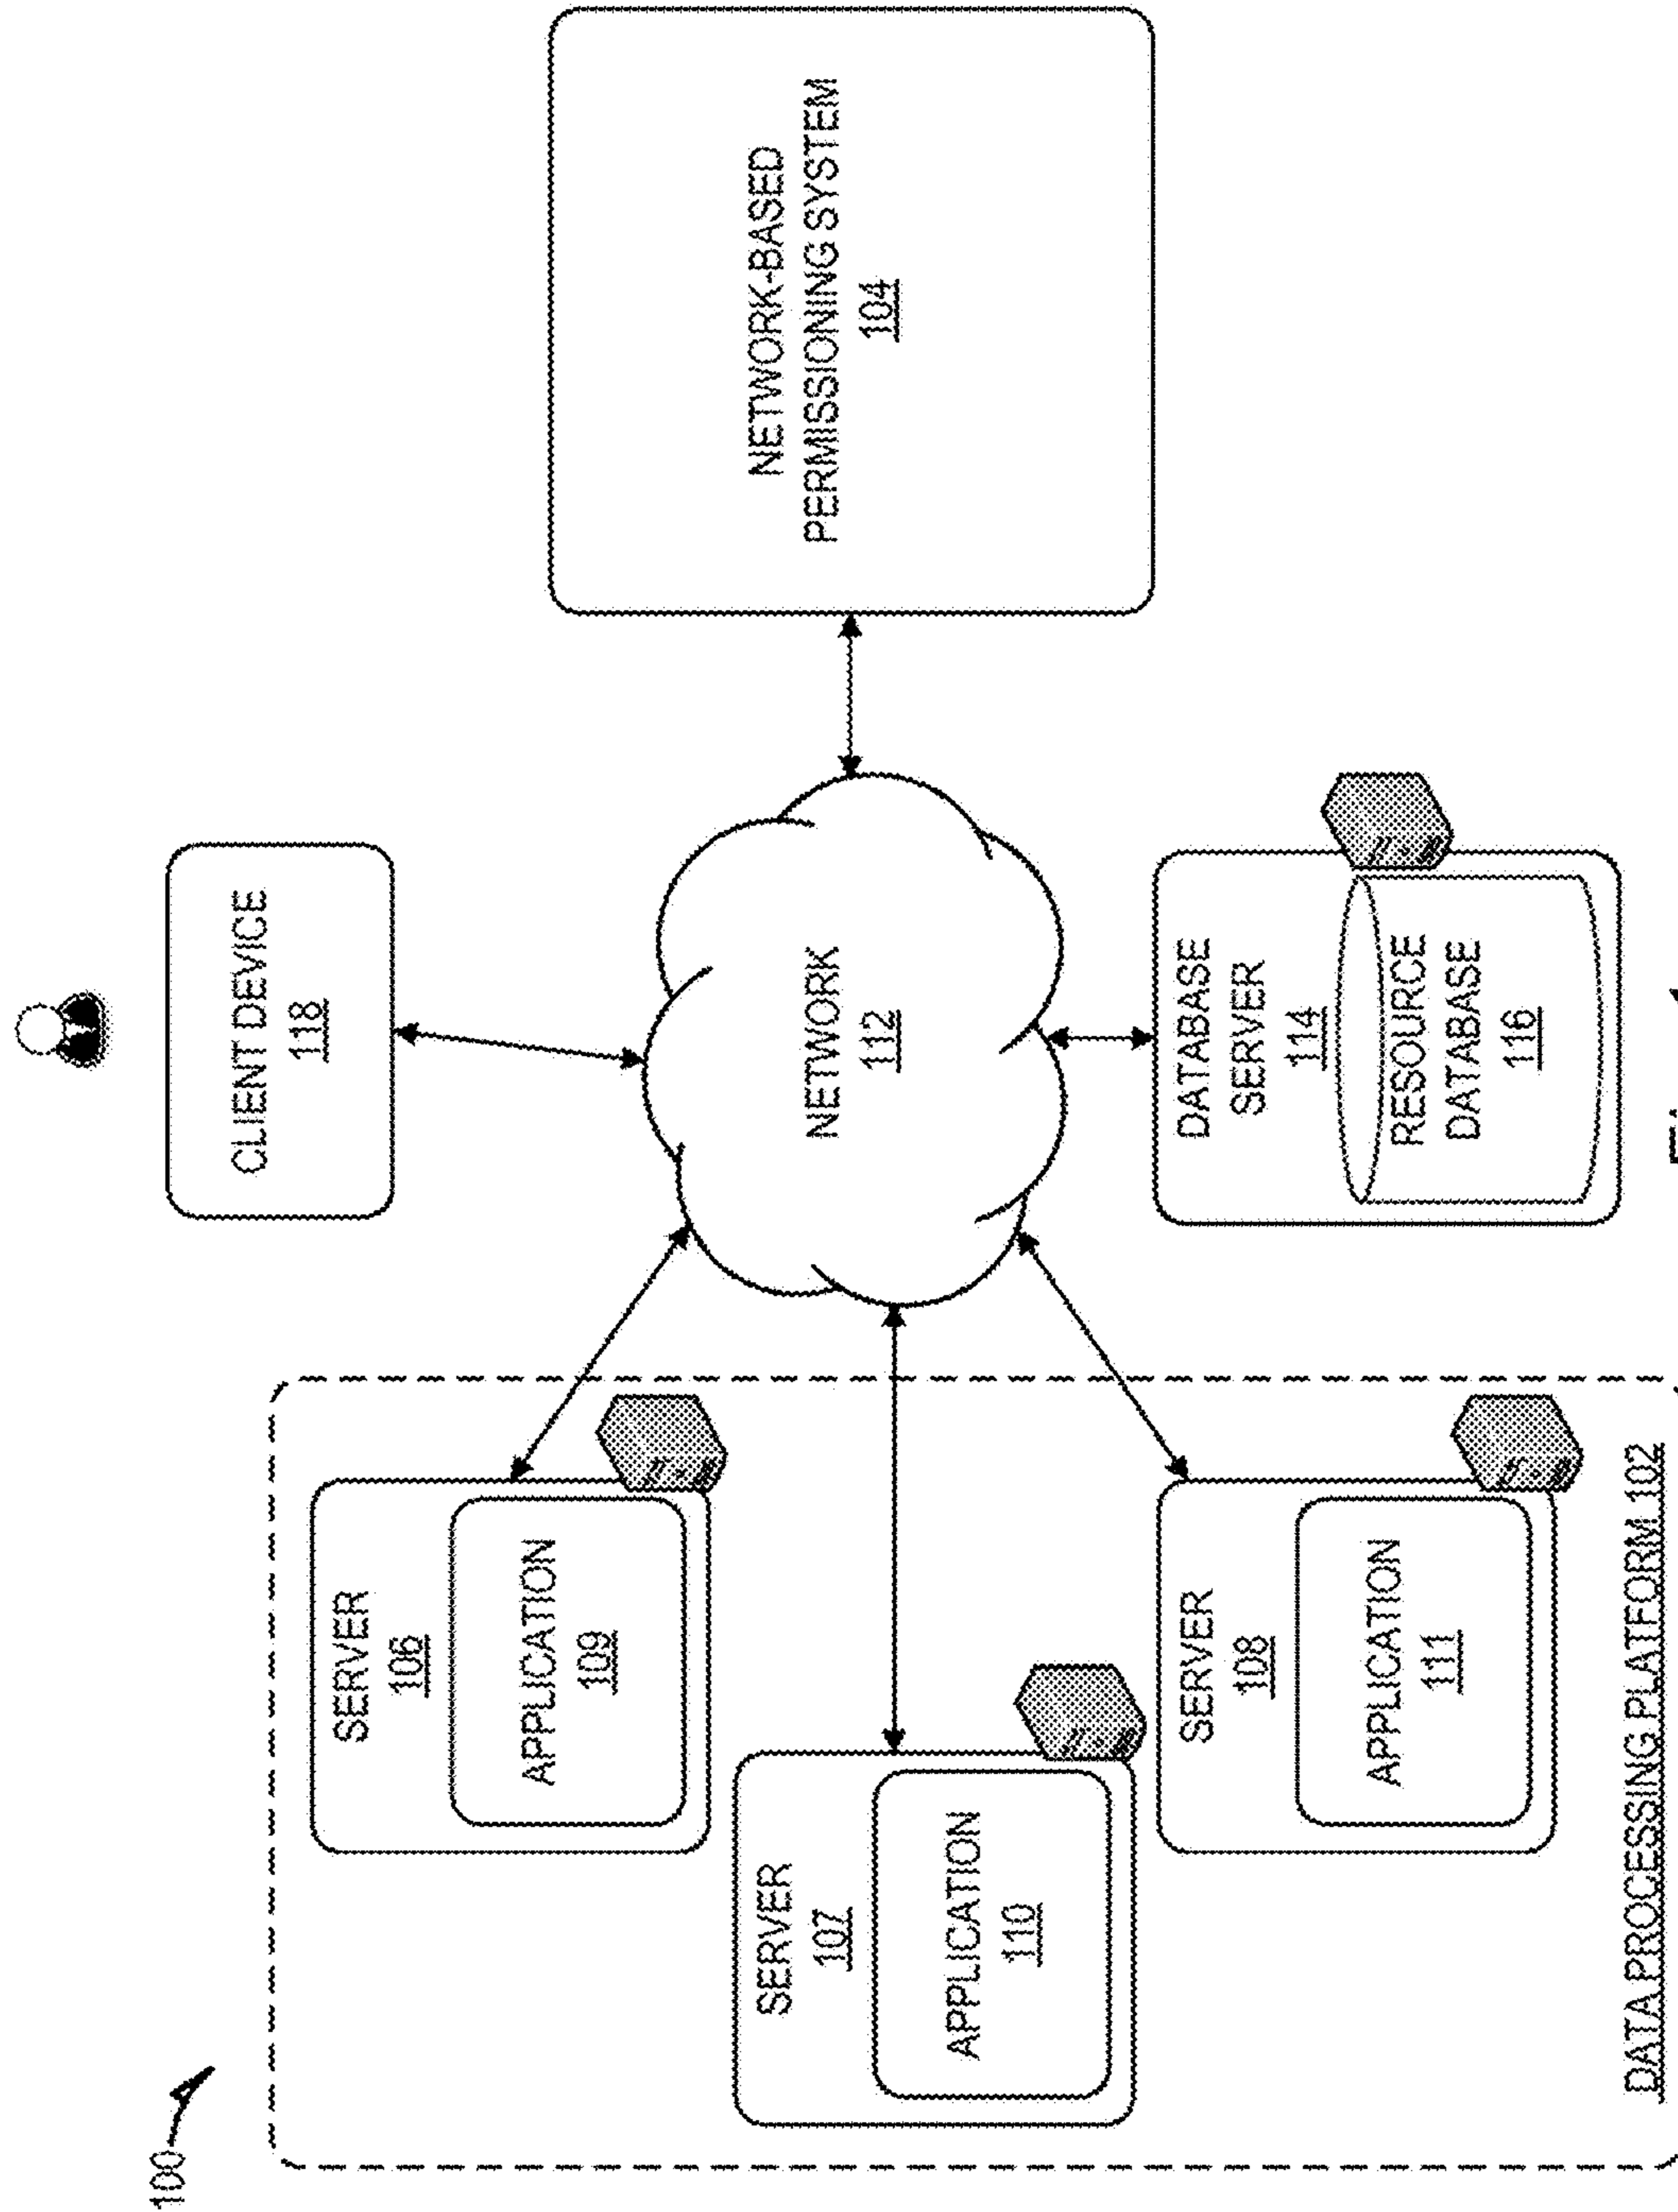 100
CLIENT DEVICE
118
SERVER
106
APPLICATION
109
SERVER
107
APPLICATION
110
SERVER
108
APPLICATION
111
DATA PROCESSING PLATFORM 102
NETWORK
112
NETWORK-BASED
PERMISSIONING SYSTEM
104
DATABASE
SERVER
114
RESOURCE
DATABASE
116